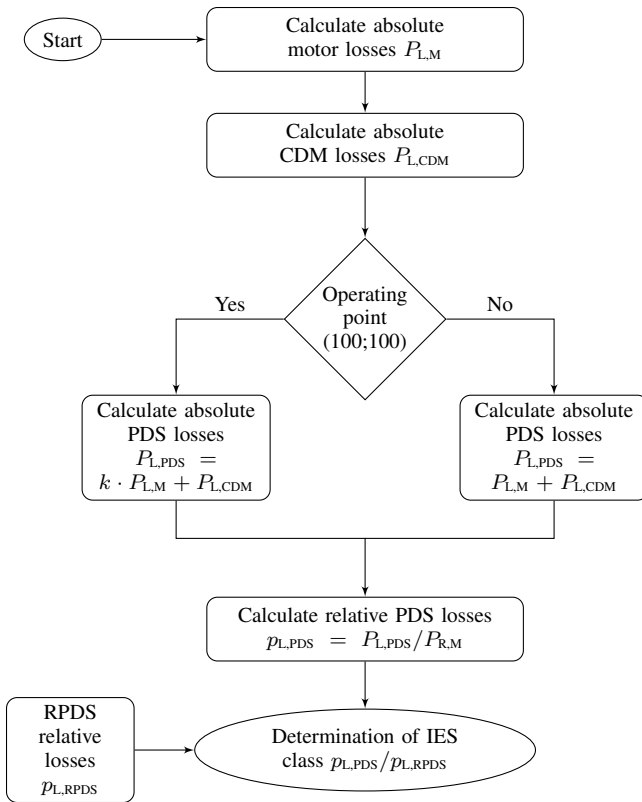 Start
Calculate absolute
motor losses P_L,M
Calculate absolute
CDM losses P_L,CDM
Operating
point
(100;100)
Yes
No
Calculate absolute
PDS losses
P_L,PDS =
k · P_L,M + P_L,CDM
Calculate absolute
PDS losses
P_L,PDS =
P_L,M + P_L,CDM
Calculate relative PDS losses
p_L,PDS = P_L,PDS/P_R,M
RPDS
relative
losses
p_L,RPDS
Determination of IES
class p_L,PDS/p_L,RPDS